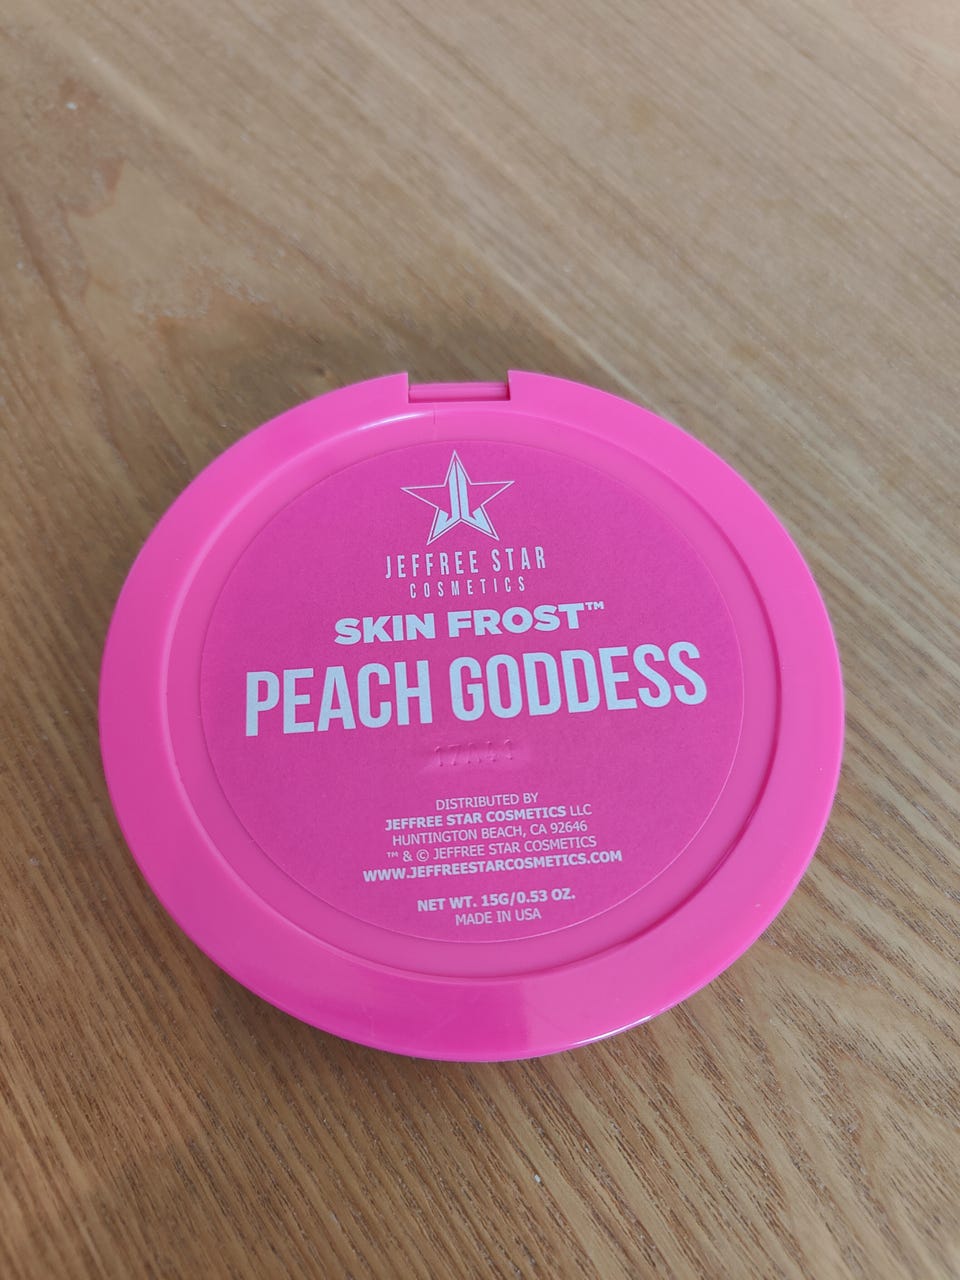 JEFFREE STAR
COSMETICS
SKIN FROST™
PEACH GODDESS
DISTRIBUTED BY
JEFFREE STAR COSMETICS LLC
HUNTINGTON BEACH, CA 92646
™ & © JEFFREE STAR COSMETICS
WWW.JEFFREESTARCOSMETICS.COM
NET WT. 15G/0.53 OZ.
MADE IN USA